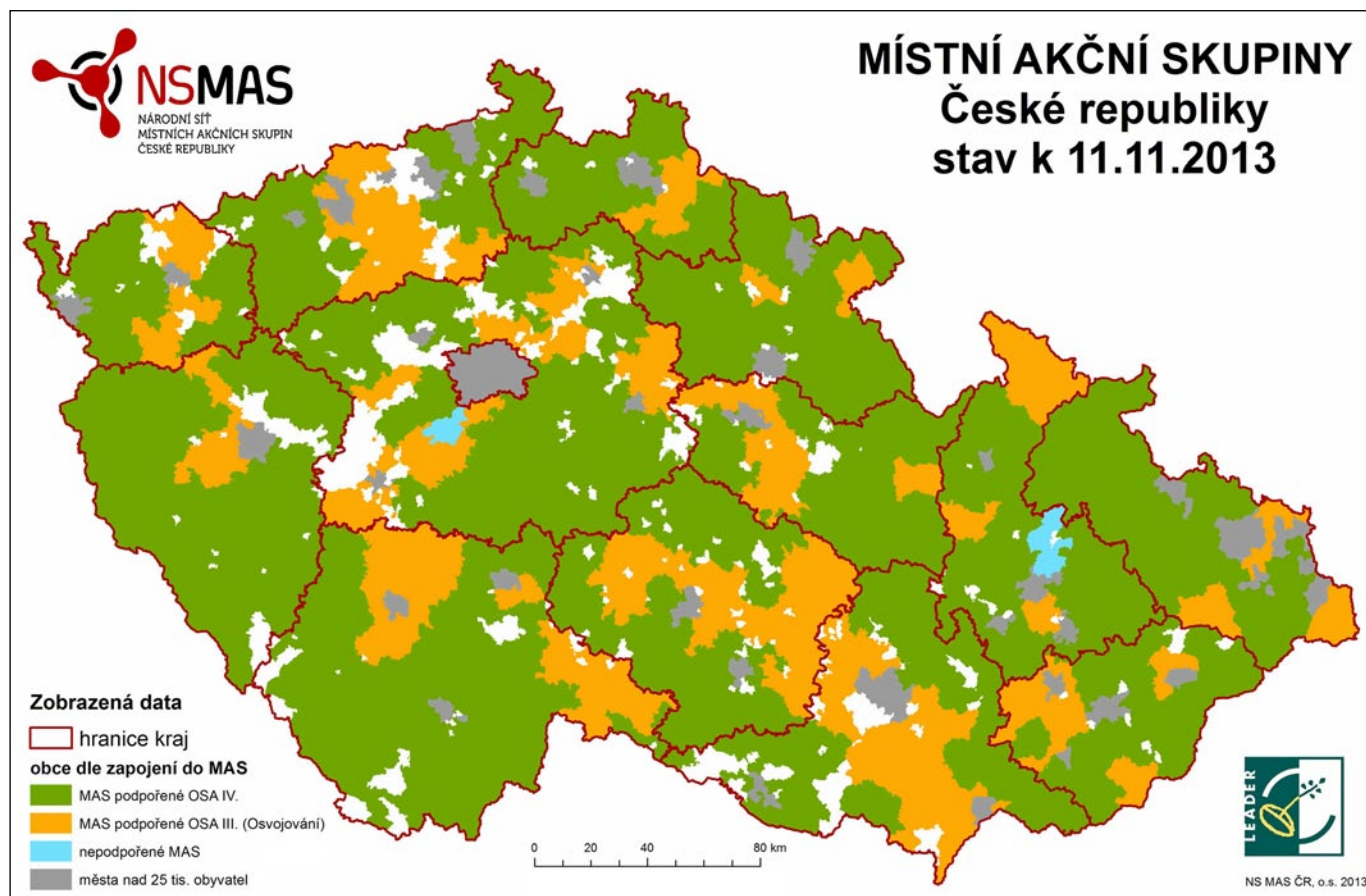 NSMAS
NÁRODNÍ SÍŤ
MÍSTNÍCH AKČNÍCH SKUPIN
ČESKÉ REPUBLIKY
MÍSTNÍ AKČNÍ SKUPINY
České republiky
stav k 11.11.2013
Zobrazená data
hranice kraj
obce dle zapojení do MAS
MAS podpořené OSA IV.
MAS podpořené OSA III. (Osvojování)
nepodpořené MAS
města nad 25 tis. obyvatel
0 20 40 80 km
LEADER
NS MAS ČR, o.s. 2013